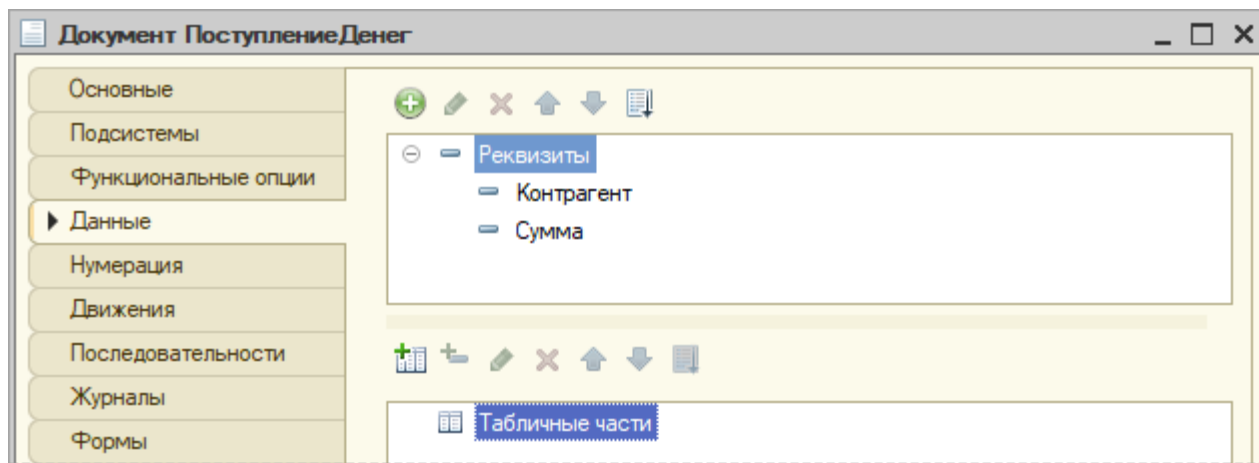 Документ ПоступлениеДенег
Основные
Подсистемы
Функциональные опции
Данные
Нумерация
Движения
Последовательности
Журналы
Формы
Реквизиты
Контрагент
Сумма
Табличные части